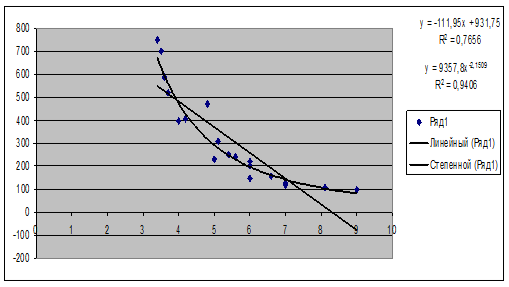 y = -111,95x + 931,75
R² = 0,7656
y = 9357,8x^-2,1509
R² = 0,9406
800
700
600
500
400
300
200
100
0
-100
-200
0 1 2 3 4 5 6 7 8 9 10
Ряд1
Линейный (Ряд1)
Степенной (Ряд1)